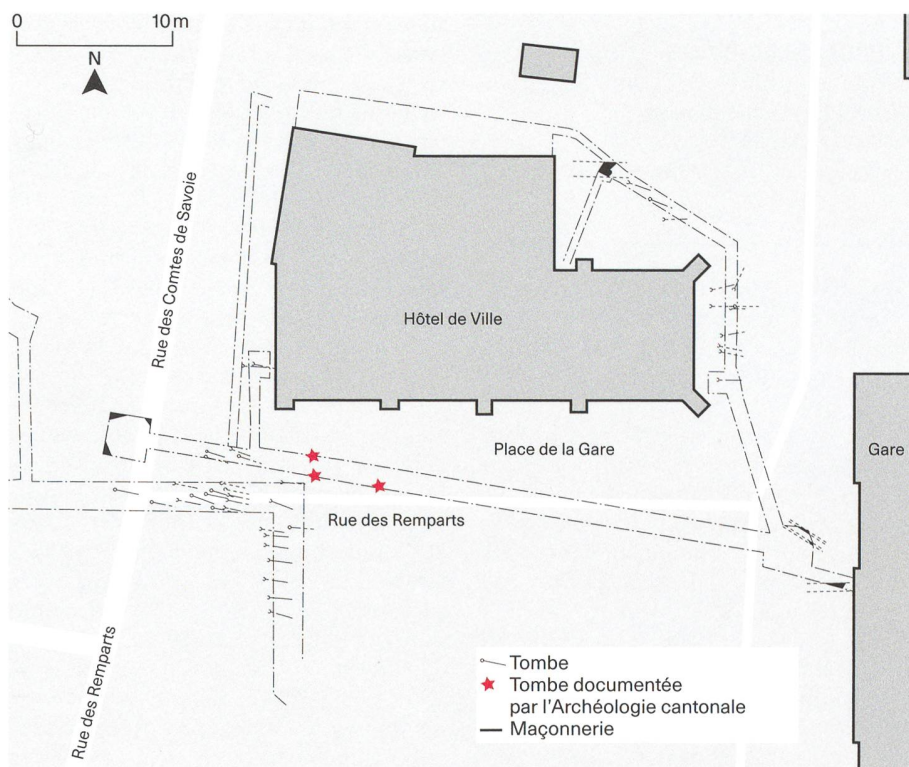 0 10 m
N
Rue des Comtes de Savoie
Hôtel de Ville
Place de la Gare
Gare
Rue des Remparts
Rue des Remparts
Tombe
Tombe documentée
par l'Archéologie cantonale
Maçonnerie